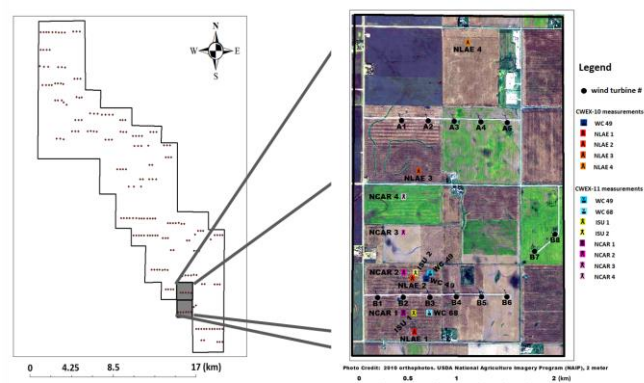 N
W E
S
0 4.25 8.5 17 (km)
NLAE 4
A1 A2 A3 A4 A5
NLAE 3
NCAR 4
NCAR 3
B8
B7
NCAR 2 ISU 2 WC 49
NLAE 2 WC 49
B1 B2 B3 B4 B5 B6
NCAR 1 ISU 1 WC 68
NLAE 1
Photo Credit: 2010 orthophotos, USDA National Agriculture Imagery Program (NAIP), 2 meter
0 0.5 1 2 (km)
Legend
wind turbine #
CWEX-10 measurements
WC 49
NLAE 1
NLAE 2
NLAE 3
NLAE 4
CWEX-11 measurements
WC 49
WC 68
ISU 1
ISU 2
NCAR 1
NCAR 2
NCAR 3
NCAR 4